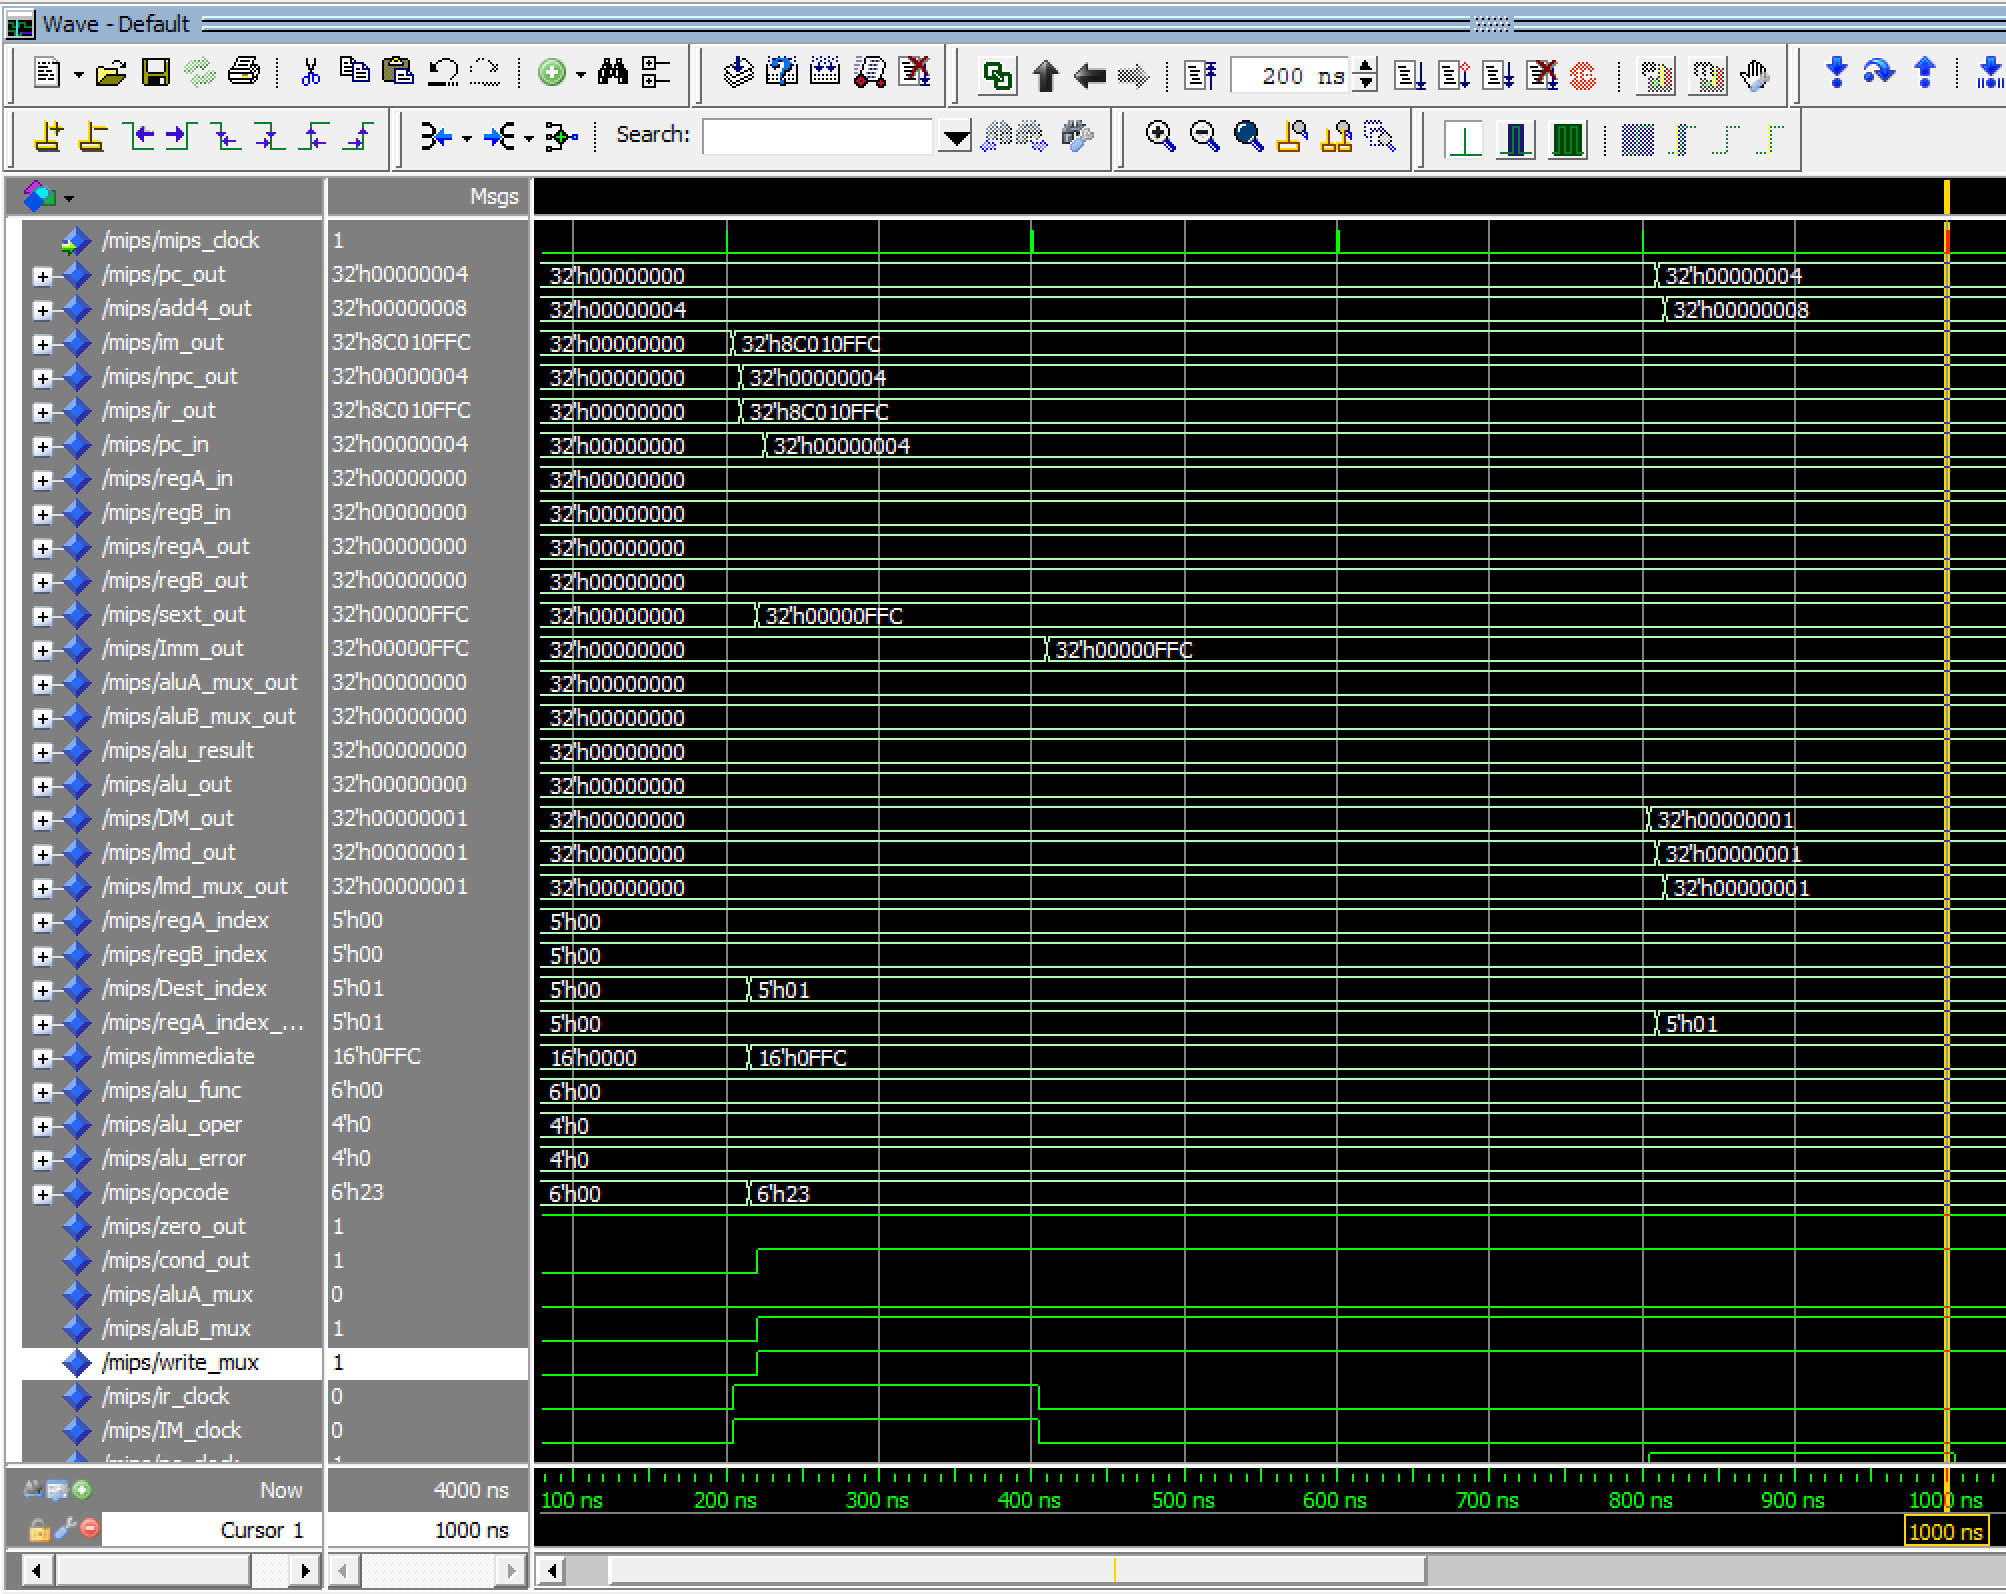 Wave - Default
200 ns
Search:
Msgs
/mips/mips_clock 1
/mips/pc_out 32'h00000004 32'h00000000 32'h00000004
/mips/add4_out 32'h00000008 32'h00000004 32'h00000008
/mips/im_out 32'h8C010FFC 32'h00000000 32'h8C010FFC
/mips/npc_out 32'h00000004 32'h00000000 32'h00000004
/mips/ir_out 32'h8C010FFC 32'h00000000 32'h8C010FFC
/mips/pc_in 32'h00000004 32'h00000000 32'h00000004
/mips/regA_in 32'h00000000 32'h00000000
/mips/regB_in 32'h00000000 32'h00000000
/mips/regA_out 32'h00000000 32'h00000000
/mips/regB_out 32'h00000000 32'h00000000
/mips/sext_out 32'h00000FFC 32'h00000000 32'h00000FFC
/mips/Imm_out 32'h00000FFC 32'h00000000 32'h00000FFC
/mips/aluA_mux_out 32'h00000000 32'h00000000
/mips/aluB_mux_out 32'h00000000 32'h00000000
/mips/alu_result 32'h00000000 32'h00000000
/mips/alu_out 32'h00000000 32'h00000000
/mips/DM_out 32'h00000001 32'h00000000 32'h00000001
/mips/lmd_out 32'h00000001 32'h00000000 32'h00000001
/mips/lmd_mux_out 32'h00000001 32'h00000000 32'h00000001
/mips/regA_index 5'h00 5'h00
/mips/regB_index 5'h00 5'h00
/mips/Dest_index 5'h01 5'h00 5'h01
/mips/regA_index_... 5'h01 5'h00 5'h01
/mips/immediate 16'h0FFC 16'h0000 16'h0FFC
/mips/alu_func 6'h00 6'h00
/mips/alu_oper 4'h0 4'h0
/mips/alu_error 4'h0 4'h0
/mips/opcode 6'h23 6'h00 6'h23
/mips/zero_out 1
/mips/cond_out 1
/mips/aluA_mux 0
/mips/aluB_mux 1
/mips/write_mux 1
/mips/ir_clock 0
/mips/IM_clock 0
Now 4000 ns 100 ns 200 ns 300 ns 400 ns 500 ns 600 ns 700 ns 800 ns 900 ns 1000 ns
Cursor 1 1000 ns 1000 ns